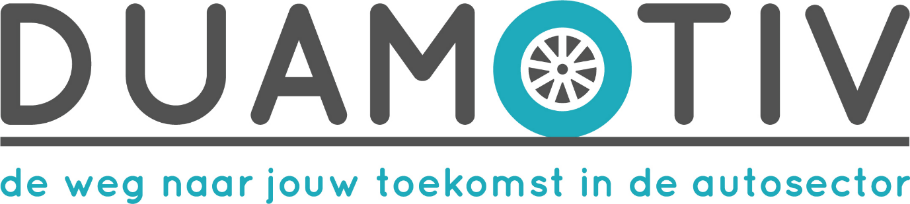 DUAMOTIV
de weg naar jouw toekomst in de autosector